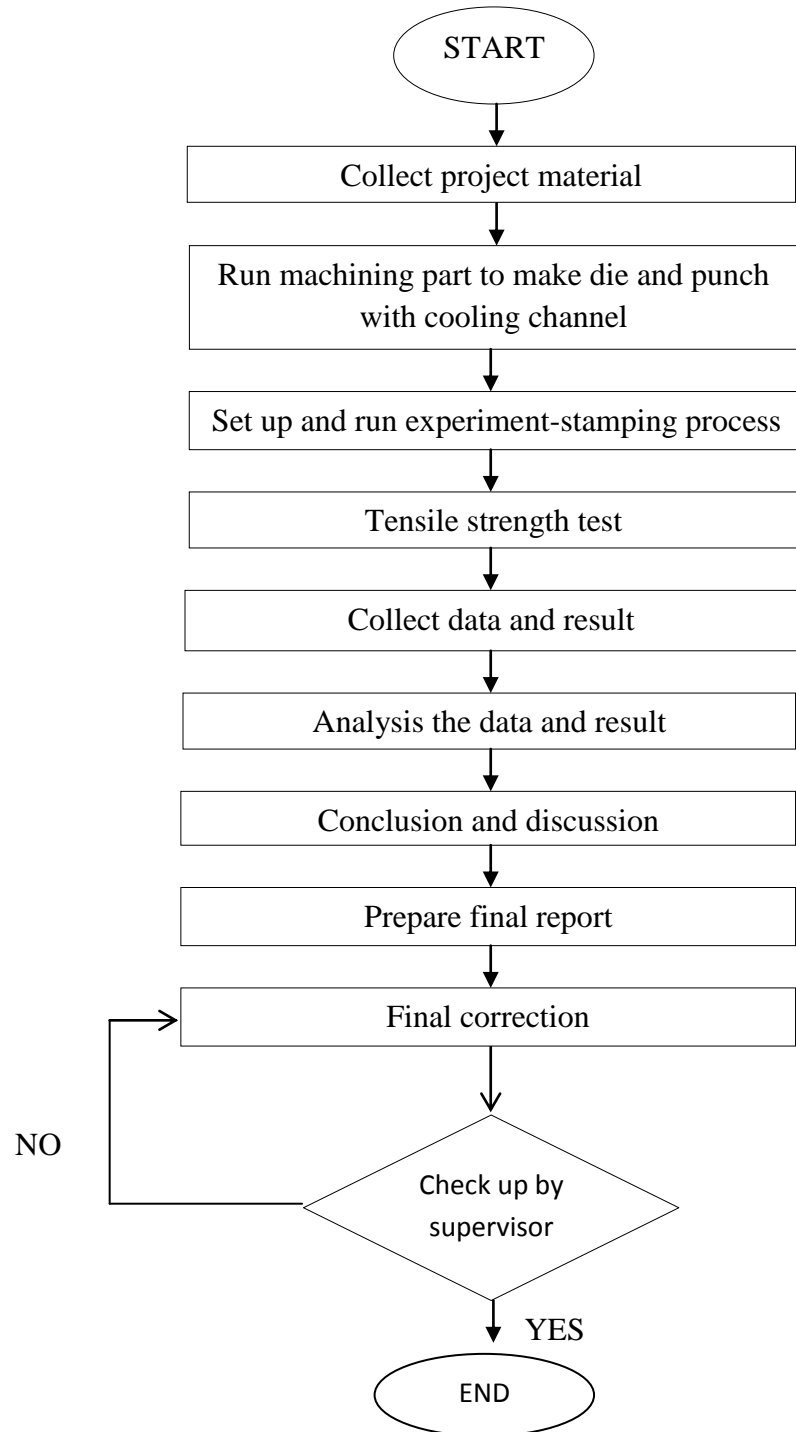 START
Collect project material
Run machining part to make die and punch
with cooling channel
Set up and run experiment-stamping process
Tensile strength test
Collect data and result
Analysis the data and result
Conclusion and discussion
Prepare final report
Final correction
NO
Check up by
supervisor
YES
END